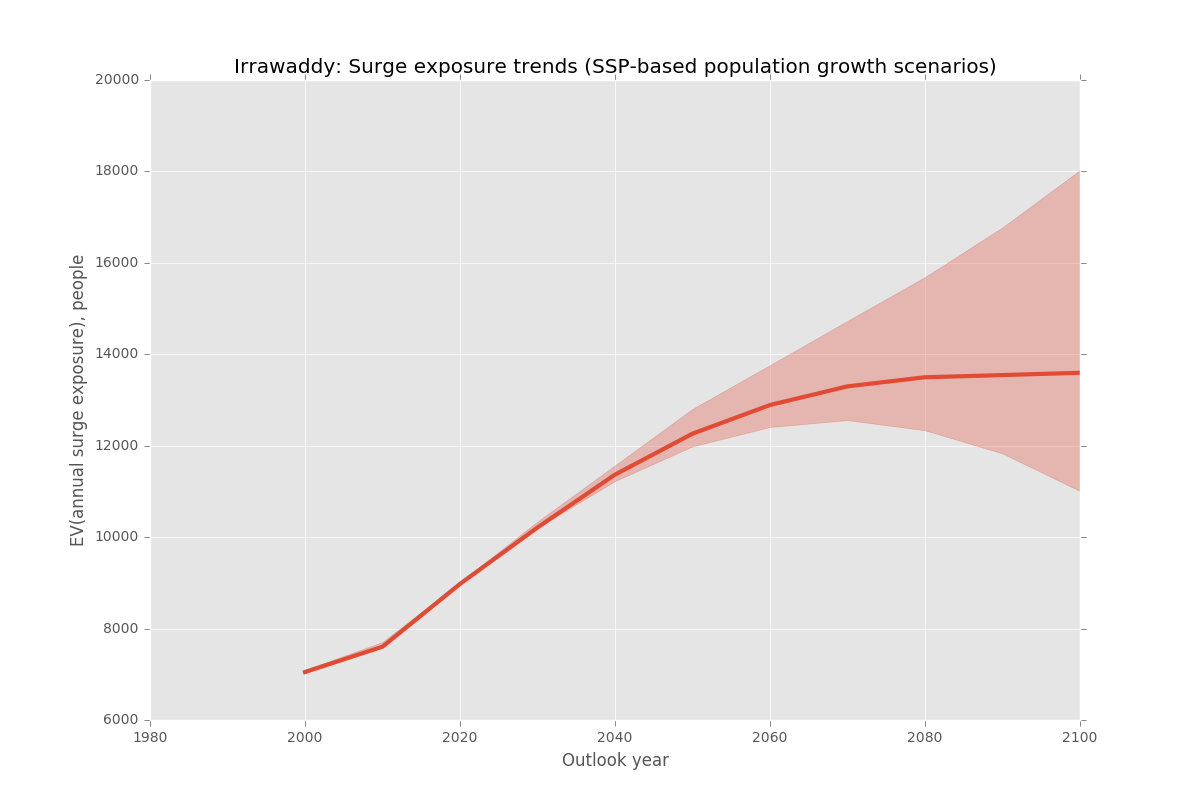 Irrawaddy: Surge exposure trends (SSP-based population growth scenarios)
20000
18000
16000
14000
12000
10000
8000
6000
EV(annual surge exposure), people
1980 2000 2020 2040 2060 2080 2100
Outlook year